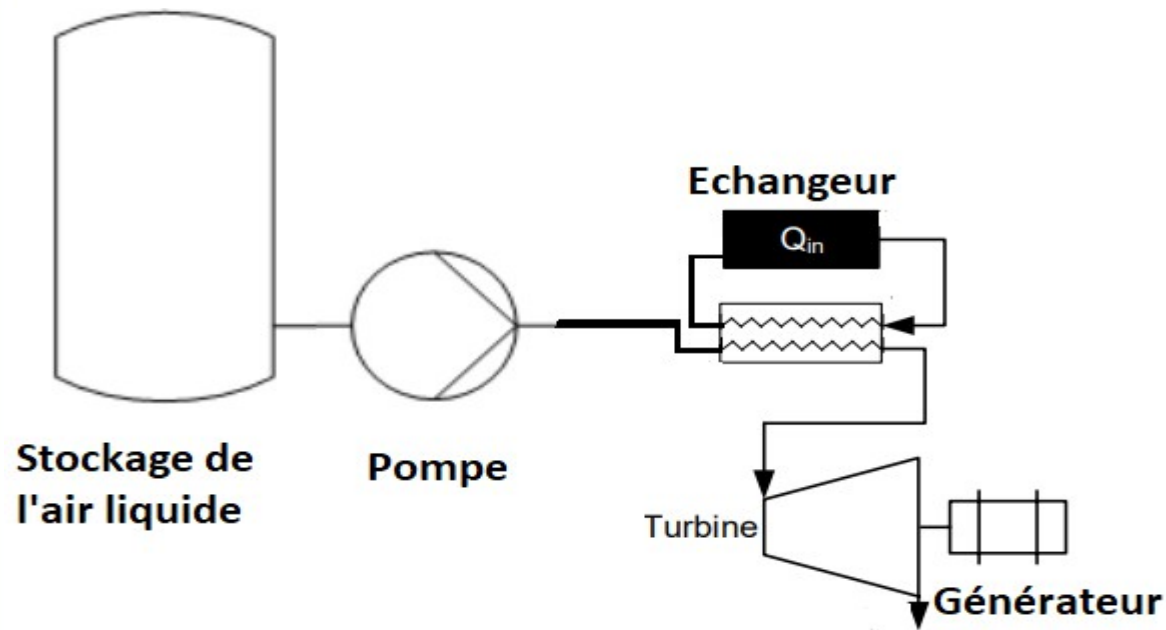 Echangeur
Qin
Stockage de
l'air liquide
Pompe
Turbine
Générateur